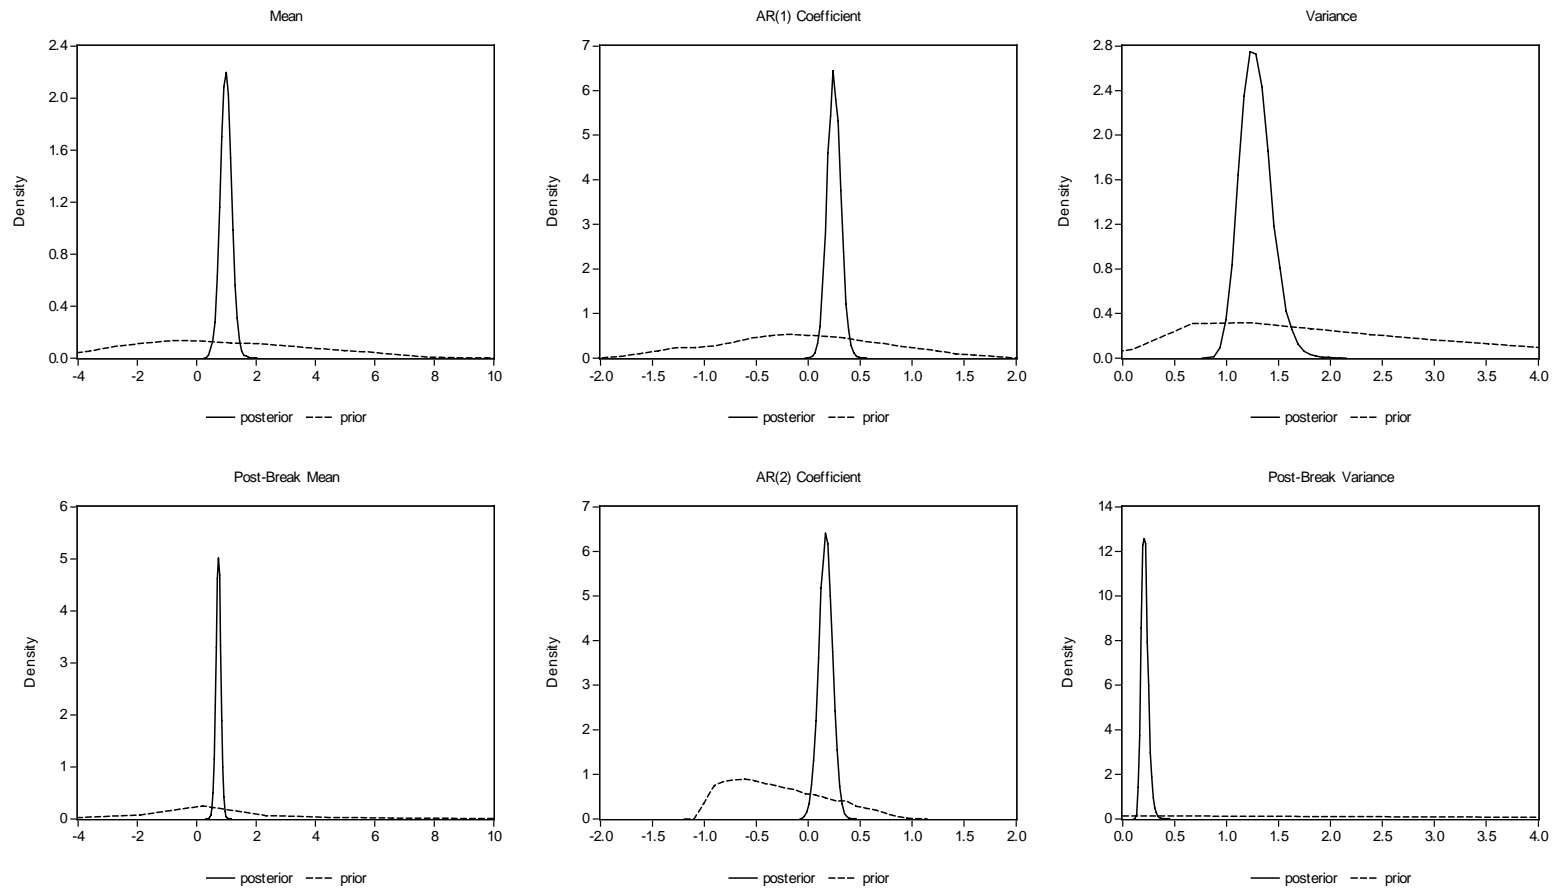 Mean
2.4
2.0
1.6
1.2
0.8
0.4
0.0
Density
-4 -2 0 2 4 6 8 10
posterior prior
AR(1) Coefficient
7
6
5
4
3
2
1
0
Density
-2.0 -1.5 -1.0 -0.5 0.0 0.5 1.0 1.5 2.0
posterior prior
Variance
2.8
2.4
2.0
1.6
1.2
0.8
0.4
0.0
Density
0.0 0.5 1.0 1.5 2.0 2.5 3.0 3.5 4.0
posterior prior
Post-Break Mean
6
5
4
3
2
1
0
Density
-4 -2 0 2 4 6 8 10
posterior prior
AR(2) Coefficient
7
6
5
4
3
2
1
0
Density
-2.0 -1.5 -1.0 -0.5 0.0 0.5 1.0 1.5 2.0
posterior prior
Post-Break Variance
14
12
10
8
6
4
2
0
Density
0.0 0.5 1.0 1.5 2.0 2.5 3.0 3.5 4.0
posterior prior